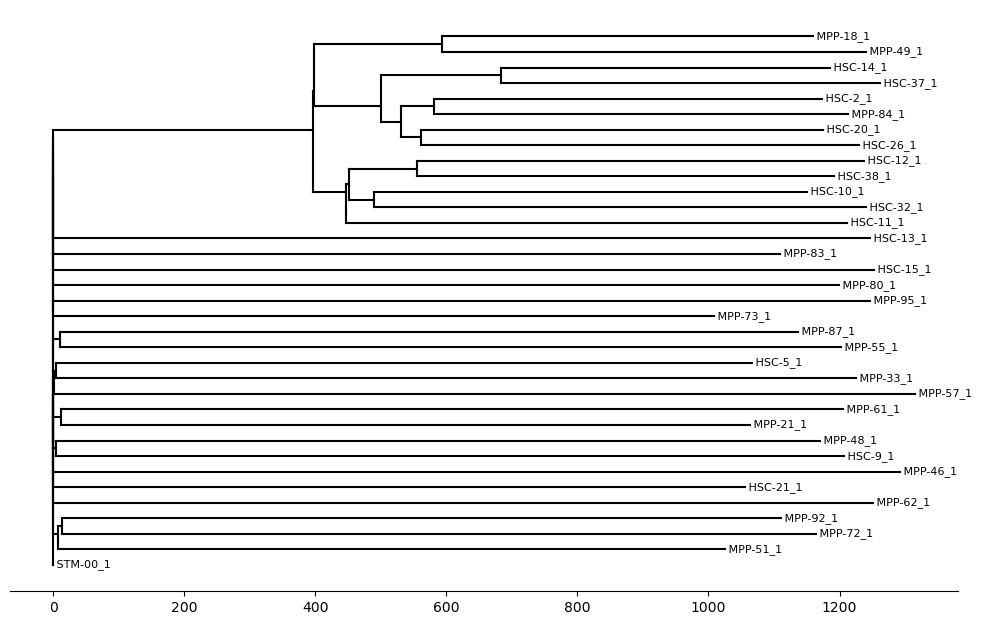 MPP-18_1
MPP-49_1
HSC-14_1
HSC-37_1
HSC-2_1
MPP-84_1
HSC-20_1
HSC-26_1
HSC-12_1
HSC-38_1
HSC-10_1
HSC-32_1
HSC-11_1
HSC-13_1
MPP-83_1
HSC-15_1
MPP-80_1
MPP-95_1
MPP-73_1
MPP-87_1
MPP-55_1
HSC-5_1
MPP-33_1
MPP-57_1
MPP-61_1
MPP-21_1
MPP-48_1
HSC-9_1
MPP-46_1
HSC-21_1
MPP-62_1
MPP-92_1
MPP-72_1
MPP-51_1
STM-00_1
0 200 400 600 800 1000 1200